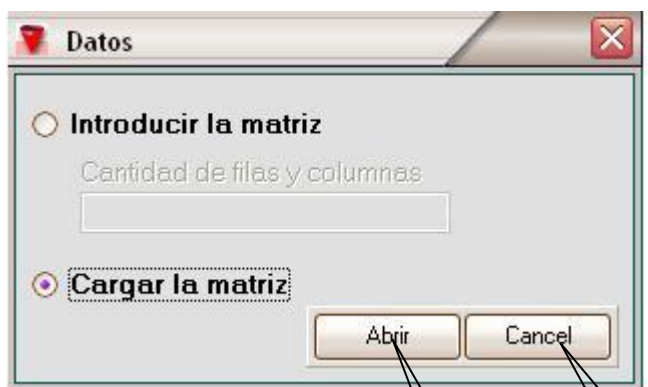 Datos
Introducir la matriz
Cantidad de filas y columnas
Cargar la matriz
Abrir Cancel